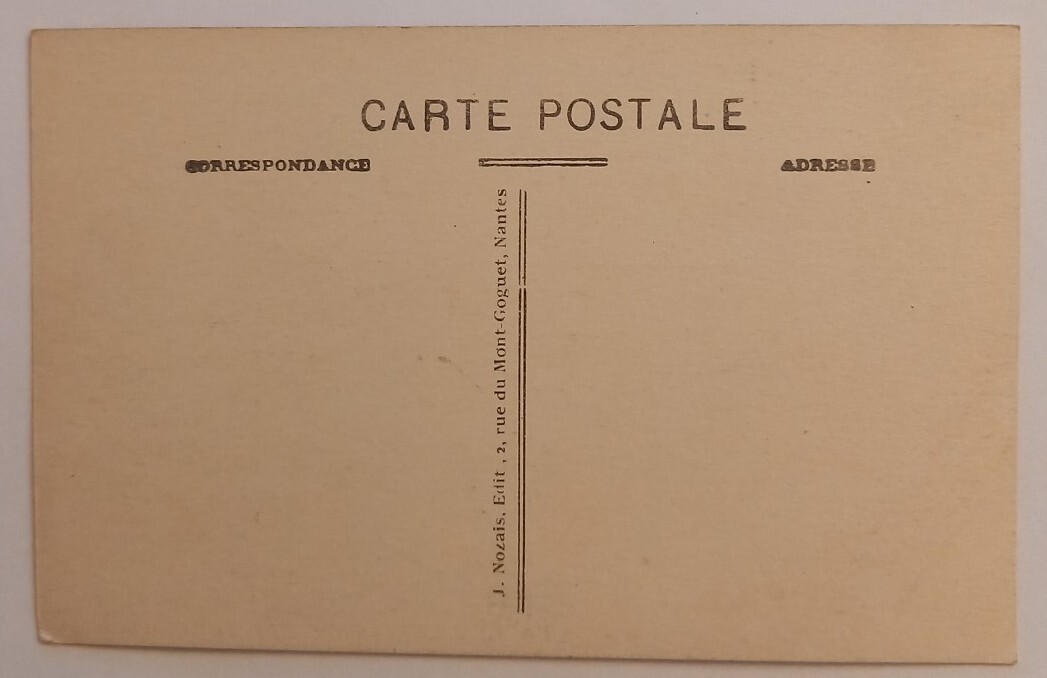 CARTE POSTALE
CORRESPONDANCE
ADRESSE
J. Nozais, Edit , 2, rue du Mont-Goguet, Nantes